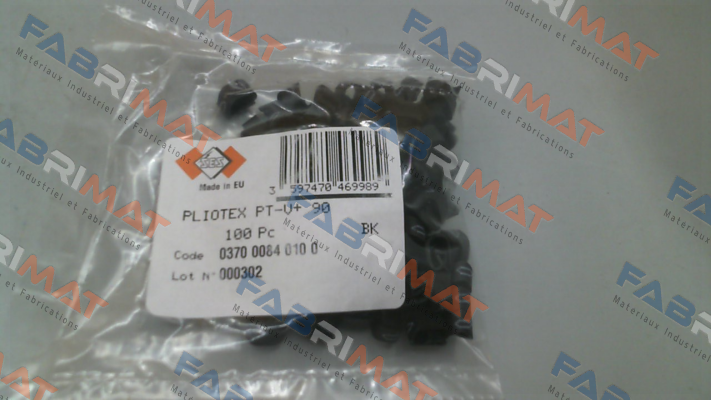 SES
Made in EU
3 597470 469989
PLIOTEX PT-V+ 90
100 Pc BK
Code 0370 0084 010 0
Lot N° 000302
FABRIMAT
Materiaux Industriel et Fabrications